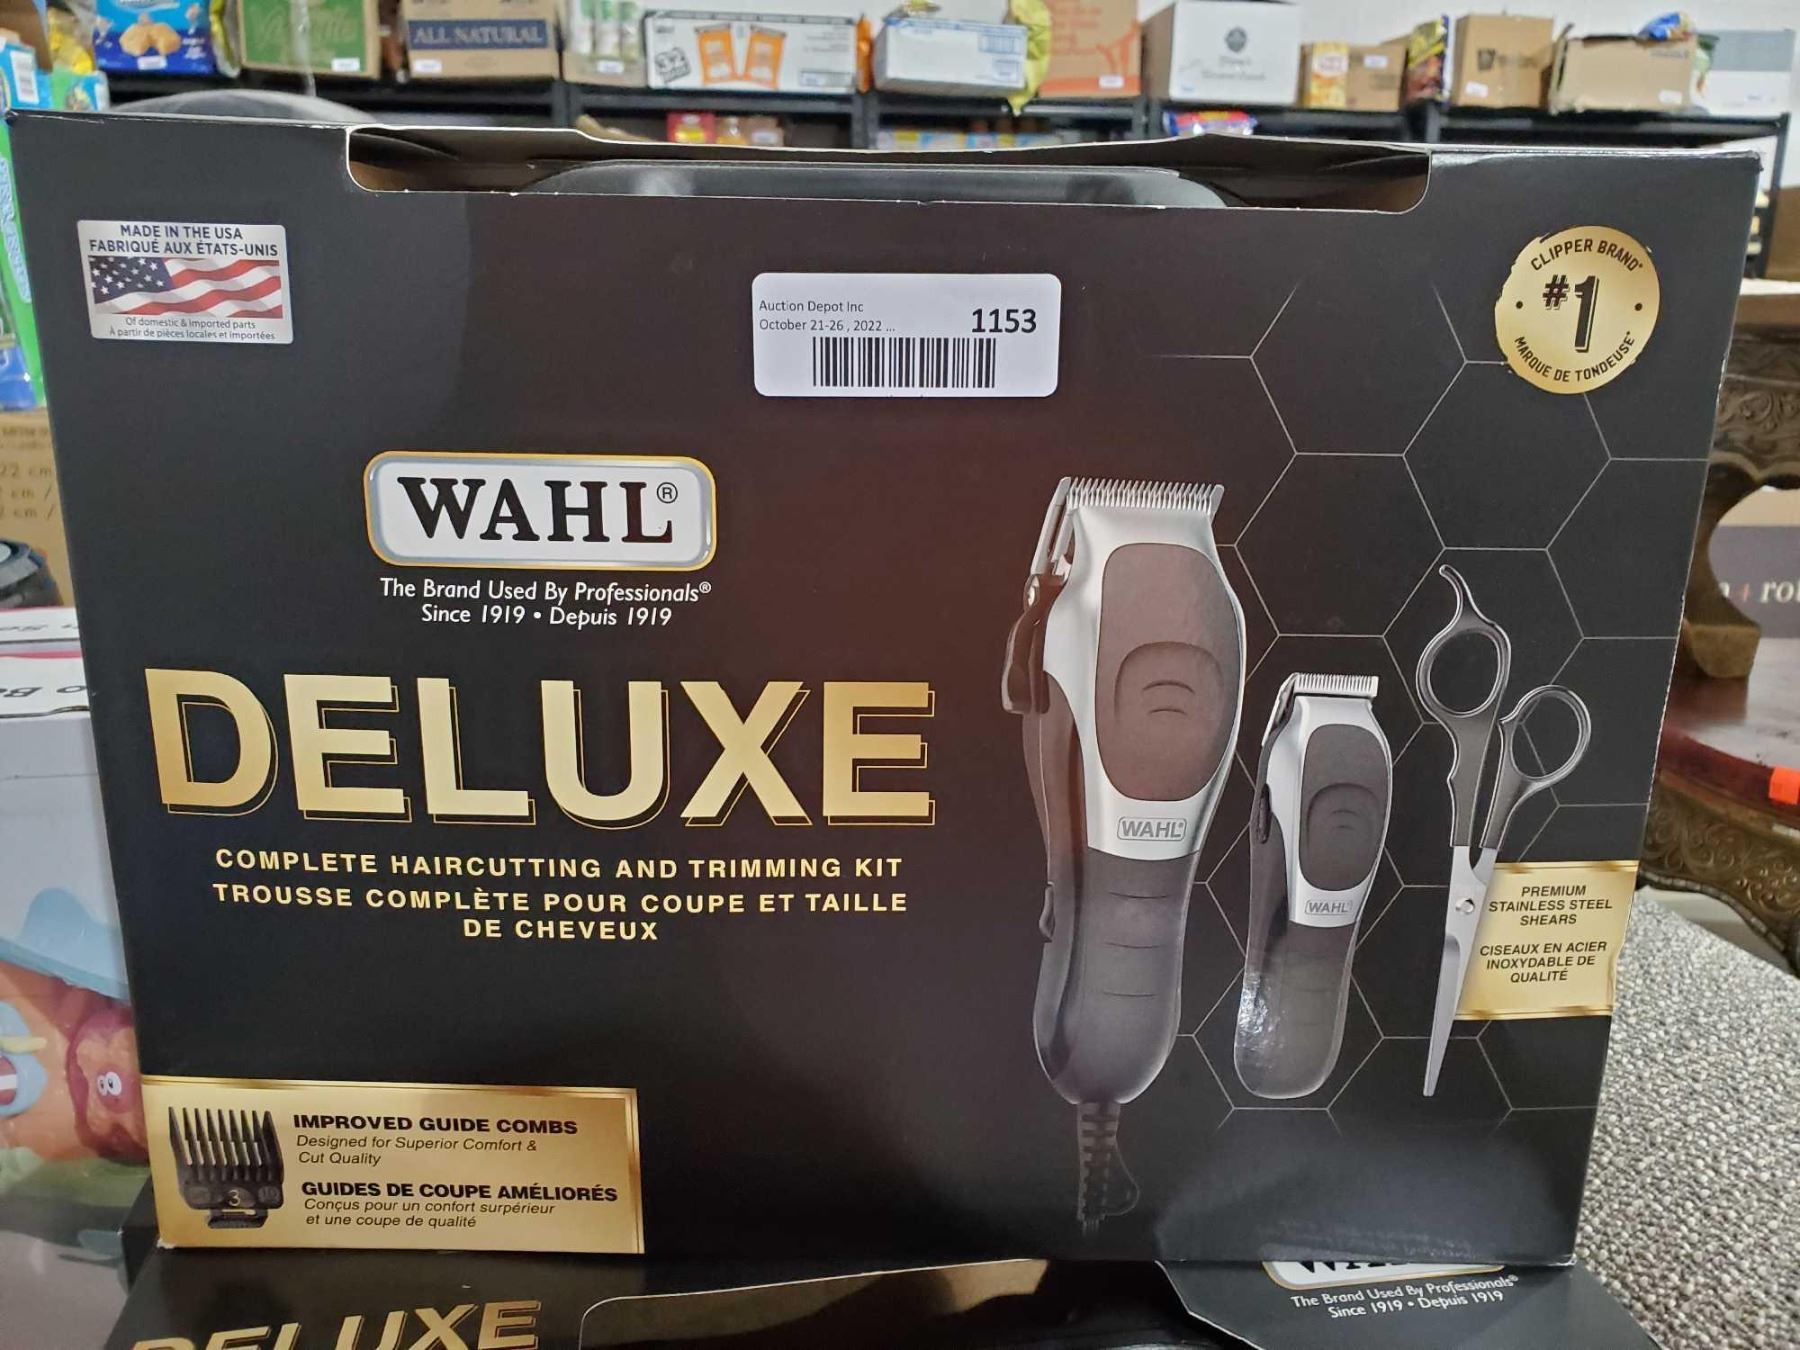 ALL NATURAL
32
MADE IN THE USA
FABRIQUÉ AUX ÉTATS-UNIS
Of domestic & Imported parts
À partir de pièces locales et importées
Auction Depot Inc
October 21-26 , 2022 ...
1153
CLIPPER BRAND*
#1
MARQUE DE TONDEUSE*
WAHL®
The Brand Used By Professionals®
Since 1919 • Depuis 1919
DELUXE
COMPLETE HAIRCUTTING AND TRIMMING KIT
TROUSSE COMPLÈTE POUR COUPE ET TAILLE
DE CHEVEUX
WAHL®
WAHL®
PREMIUM
STAINLESS STEEL
SHEARS
CISEAUX EN ACIER
INOXYDABLE DE
QUALITÉ
3
IMPROVED GUIDE COMBS
Designed for Superior Comfort &
Cut Quality
GUIDES DE COUPE AMÉLIORÉS
Conçus pour un confort surpérieur
et une coupe de qualité
DELUXE
The Brand Used By Professionals®
Since 1919 • Depuis 1919